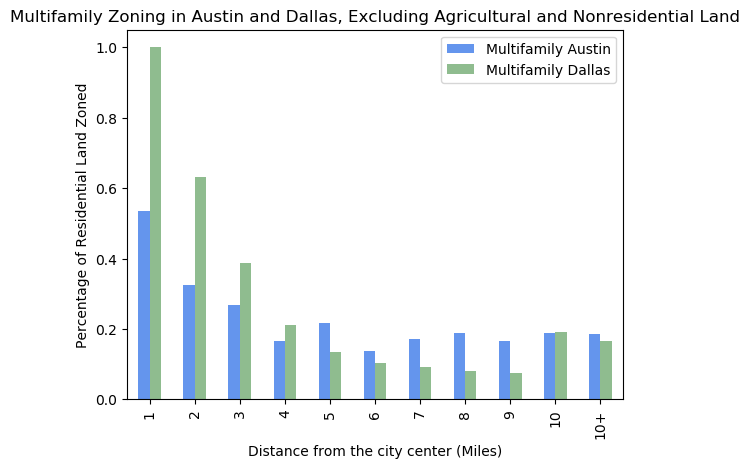 Multifamily Zoning in Austin and Dallas, Excluding Agricultural and Nonresidential Land
Multifamily Austin
Multifamily Dallas
Percentage of Residential Land Zoned
1.0
0.8
0.6
0.4
0.2
0.0
1 2 3 4 5 6 7 8 9 10 10+
Distance from the city center (Miles)